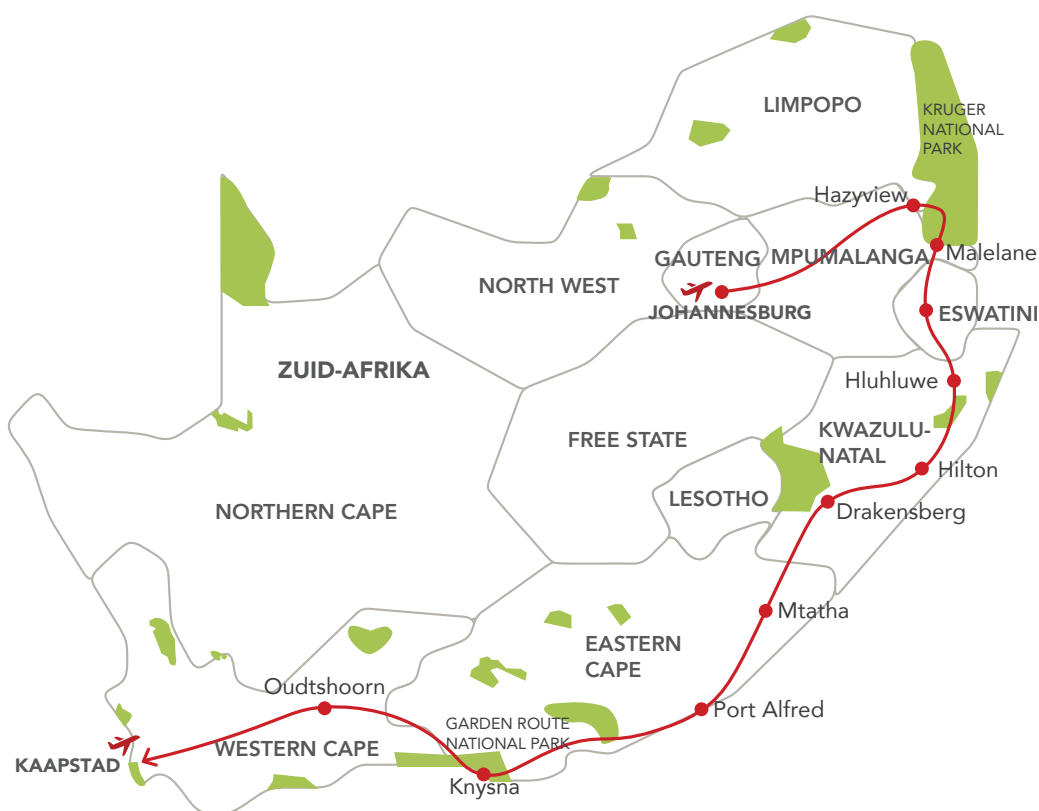 LIMPOPO
KRUGER
NATIONAL
PARK
Hazyview
GAUTENG
MPUMALANGA
Malelane
NORTH WEST
JOHANNESBURG
ESWATINI
ZUID-AFRIKA
Hluhluwe
FREE STATE
KWAZULU-
NATAL
Hilton
LESOTHO
NORTHERN CAPE
Drakensberg
Mtatha
EASTERN
CAPE
Oudtshoorn
Port Alfred
GARDEN ROUTE
NATIONAL PARK
WESTERN CAPE
KAAPSTAD
Knysna